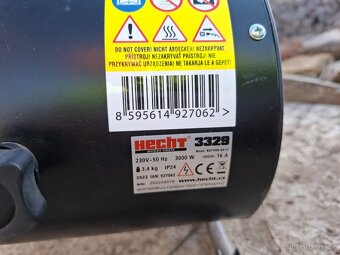 DO NOT COVER! NICHT ABDECKEN! NEZAKRÝVAT
PŘÍSTROJ! NEZAKRÝVAŤ PRÍSTROJ! NIE
PRZYKRYWAĆ URZĄDZENIA! NE TAKARJA LE A GÉPET!
8 595614 927062 >
HECHT 3329
230V~50 Hz 3000 W 16 A
3,4 kg IP24
2022 JAN 927062
www.hecht.cz